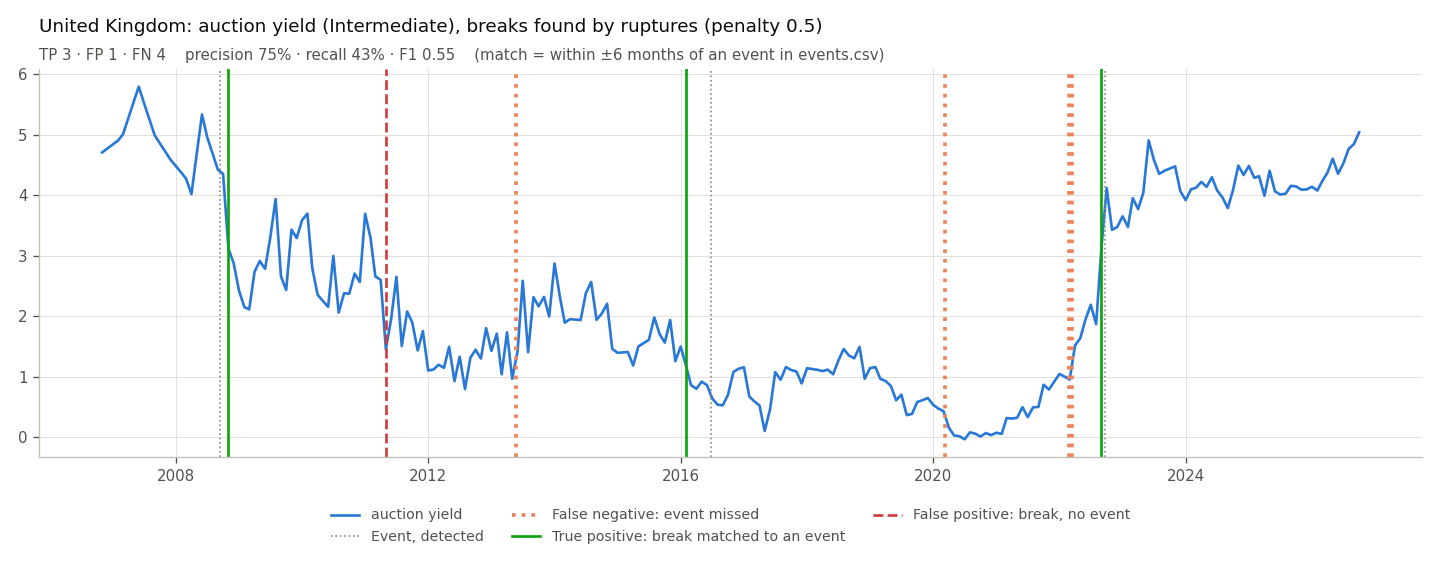 United Kingdom: auction yield (Intermediate), breaks found by ruptures (penalty 0.5)
TP 3 · FP 1 · FN 4    precision 75% · recall 43% · F1 0.55    (match = within ±6 months of an event in events.csv)
6
5
4
3
2
1
0
2008 2012 2016 2020 2024
auction yield False negative: event missed False positive: break, no event
Event, detected True positive: break matched to an event